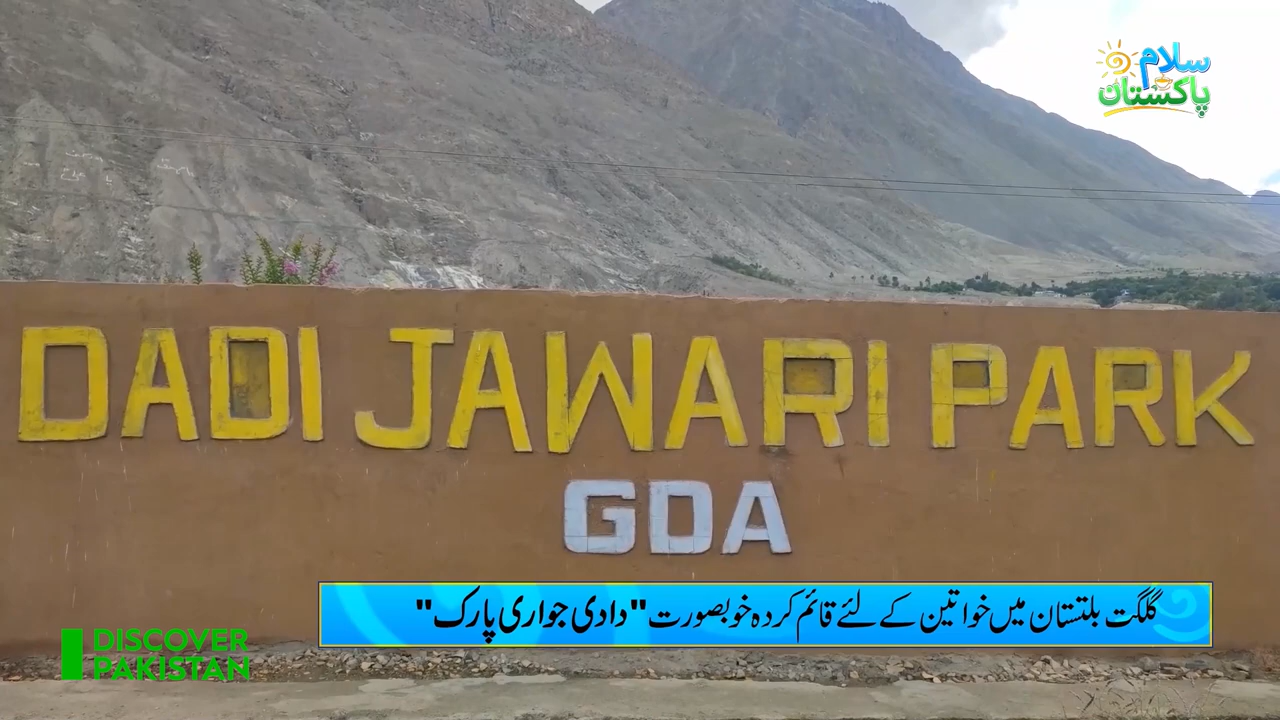 سلام
پاکستان
DADI JAWARI PARK
GDA
گلگت بلتستان میں خواتین کے لئے قائم کردہ خوبصورت "دادی جواری پارک"
DISCOVER
PAKISTAN